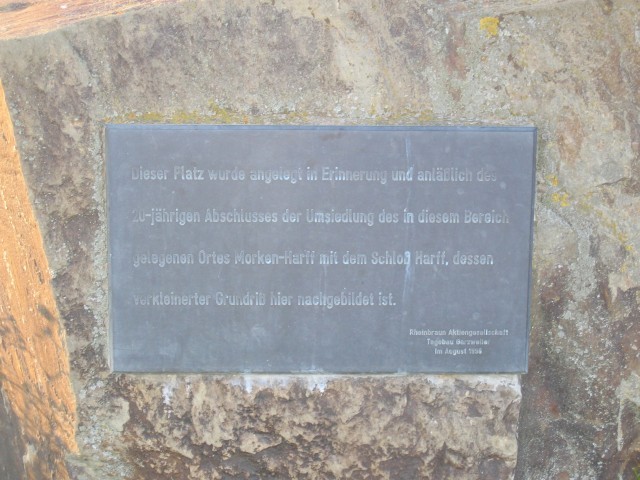 Dieser Platz wurde angelegt in Erinnerung und anläßlich des
20-jährigen Abschlusses der Umsiedlung des in diesem Bereich
gelegenen Ortes Morken-Harff mit dem Schloß Harff, dessen
verkleinerter Grundriß hier nachgebildet ist.
Rheinbraun Aktiengesellschaft
Tagebau Garzweiler
Im August